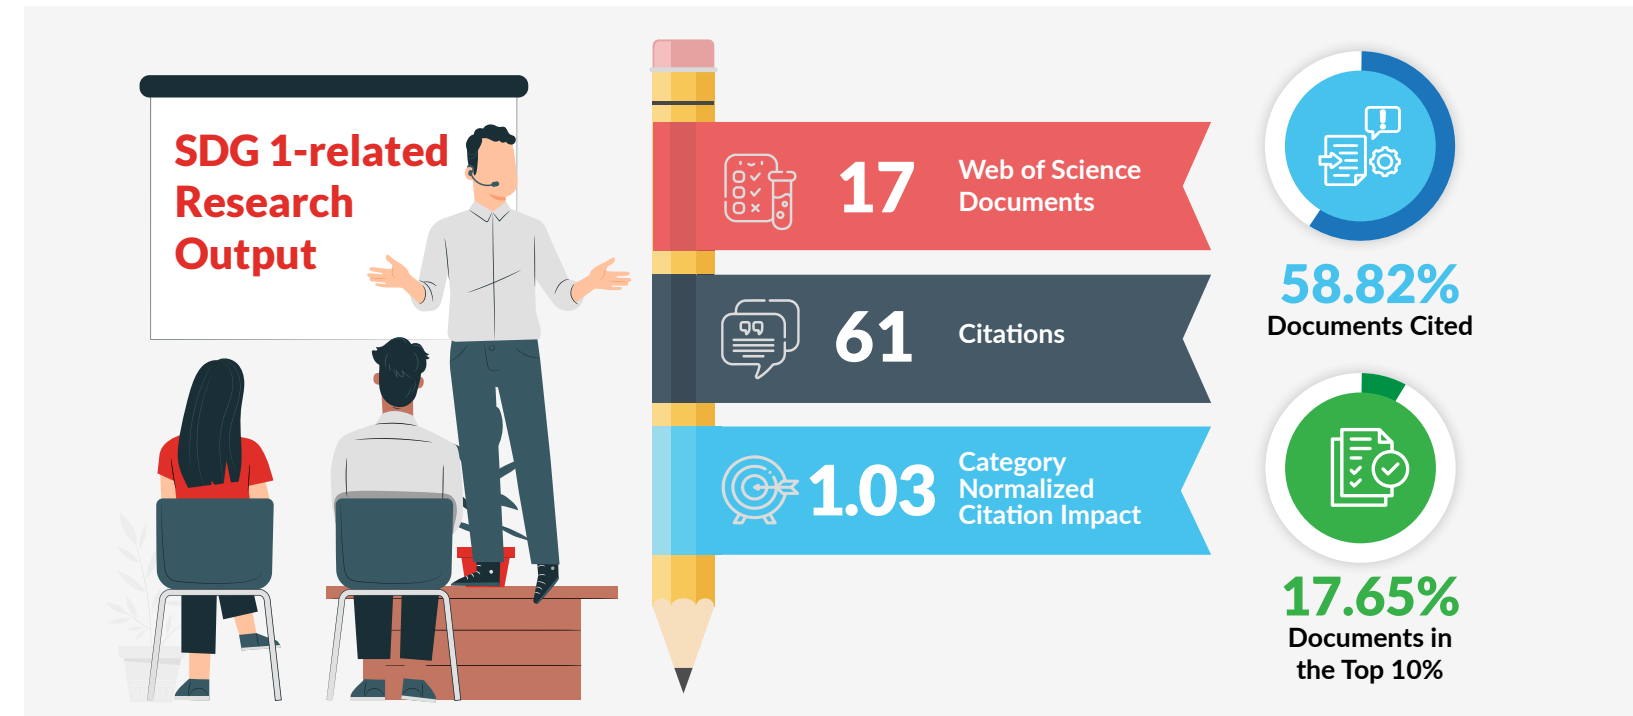 SDG 1-related
Research
Output
17
Web of Science
Documents
61
Citations
1.03
Category
Normalized
Citation Impact
58.82%
Documents Cited
17.65%
Documents in
the Top 10%